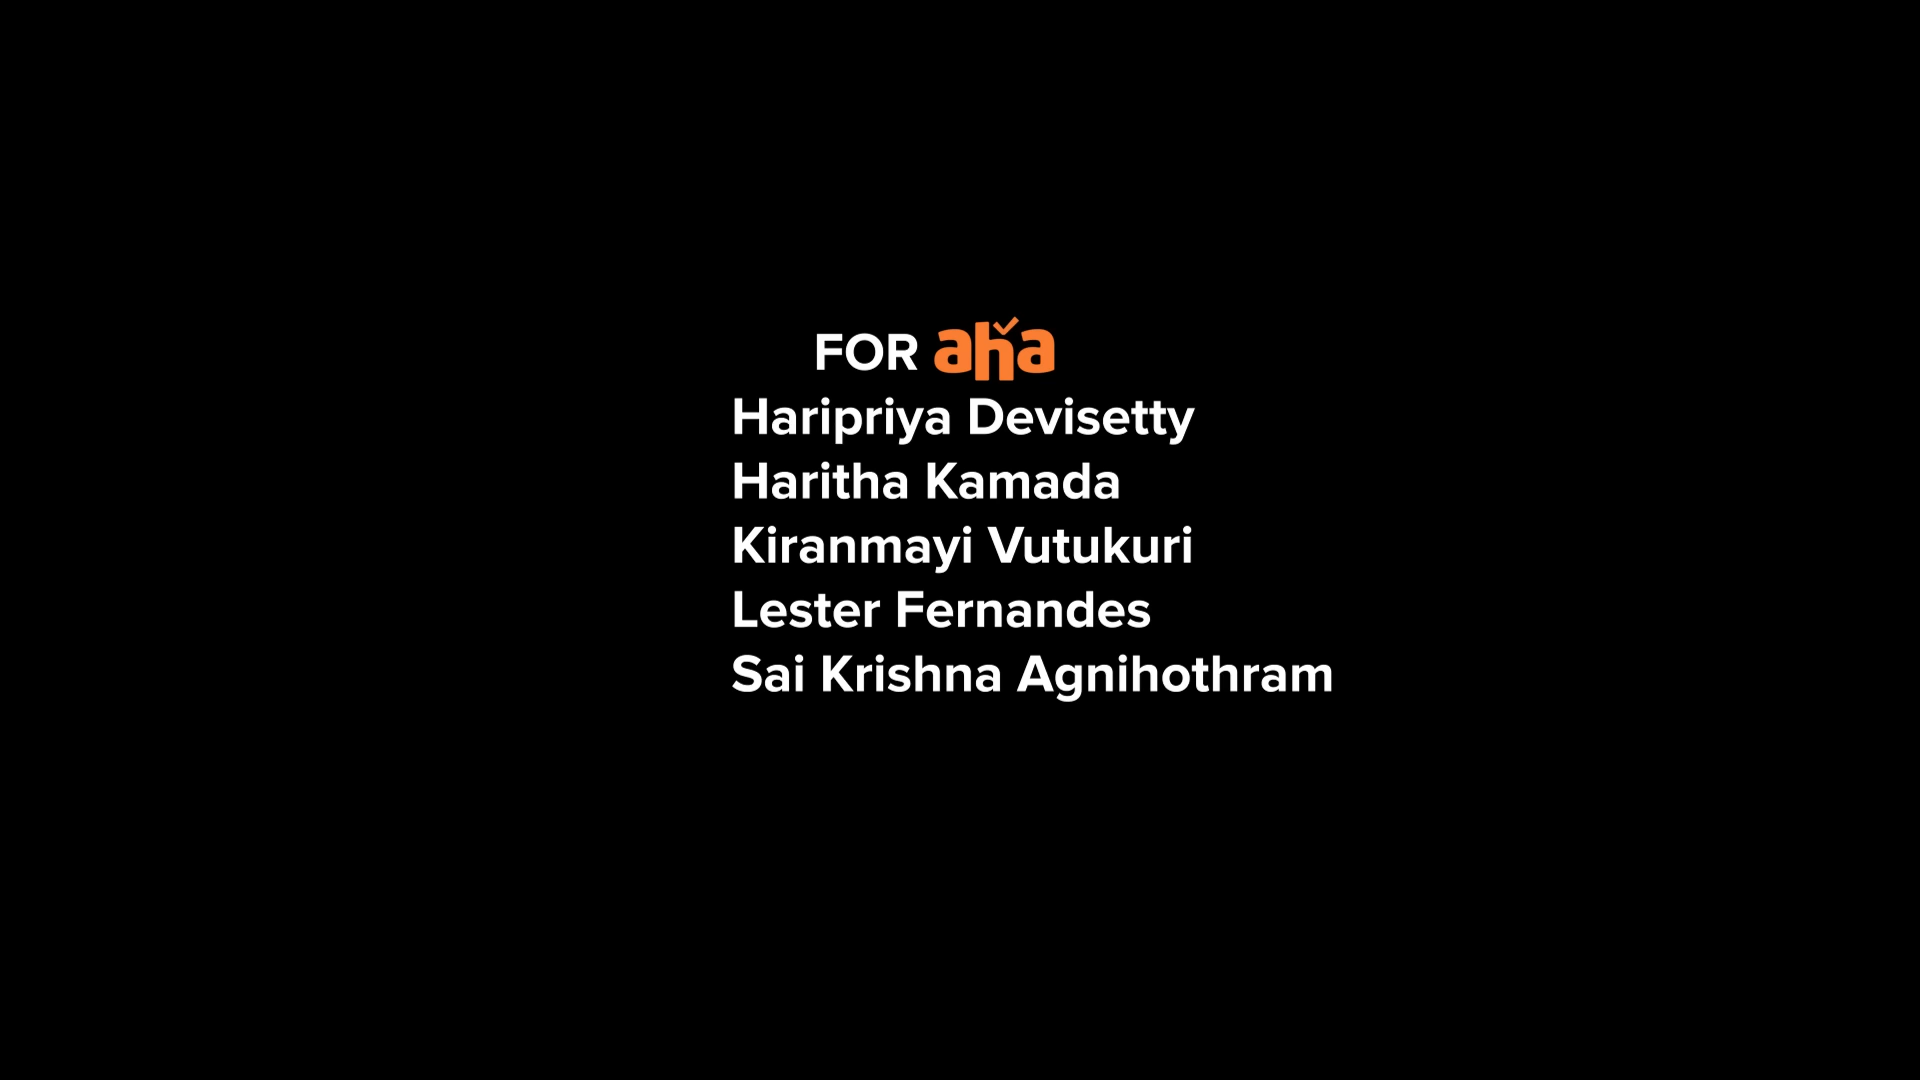 FOR aha
Haripriya Devisetty
Haritha Kamada
Kiranmayi Vutukuri
Lester Fernandes
Sai Krishna Agnihothram